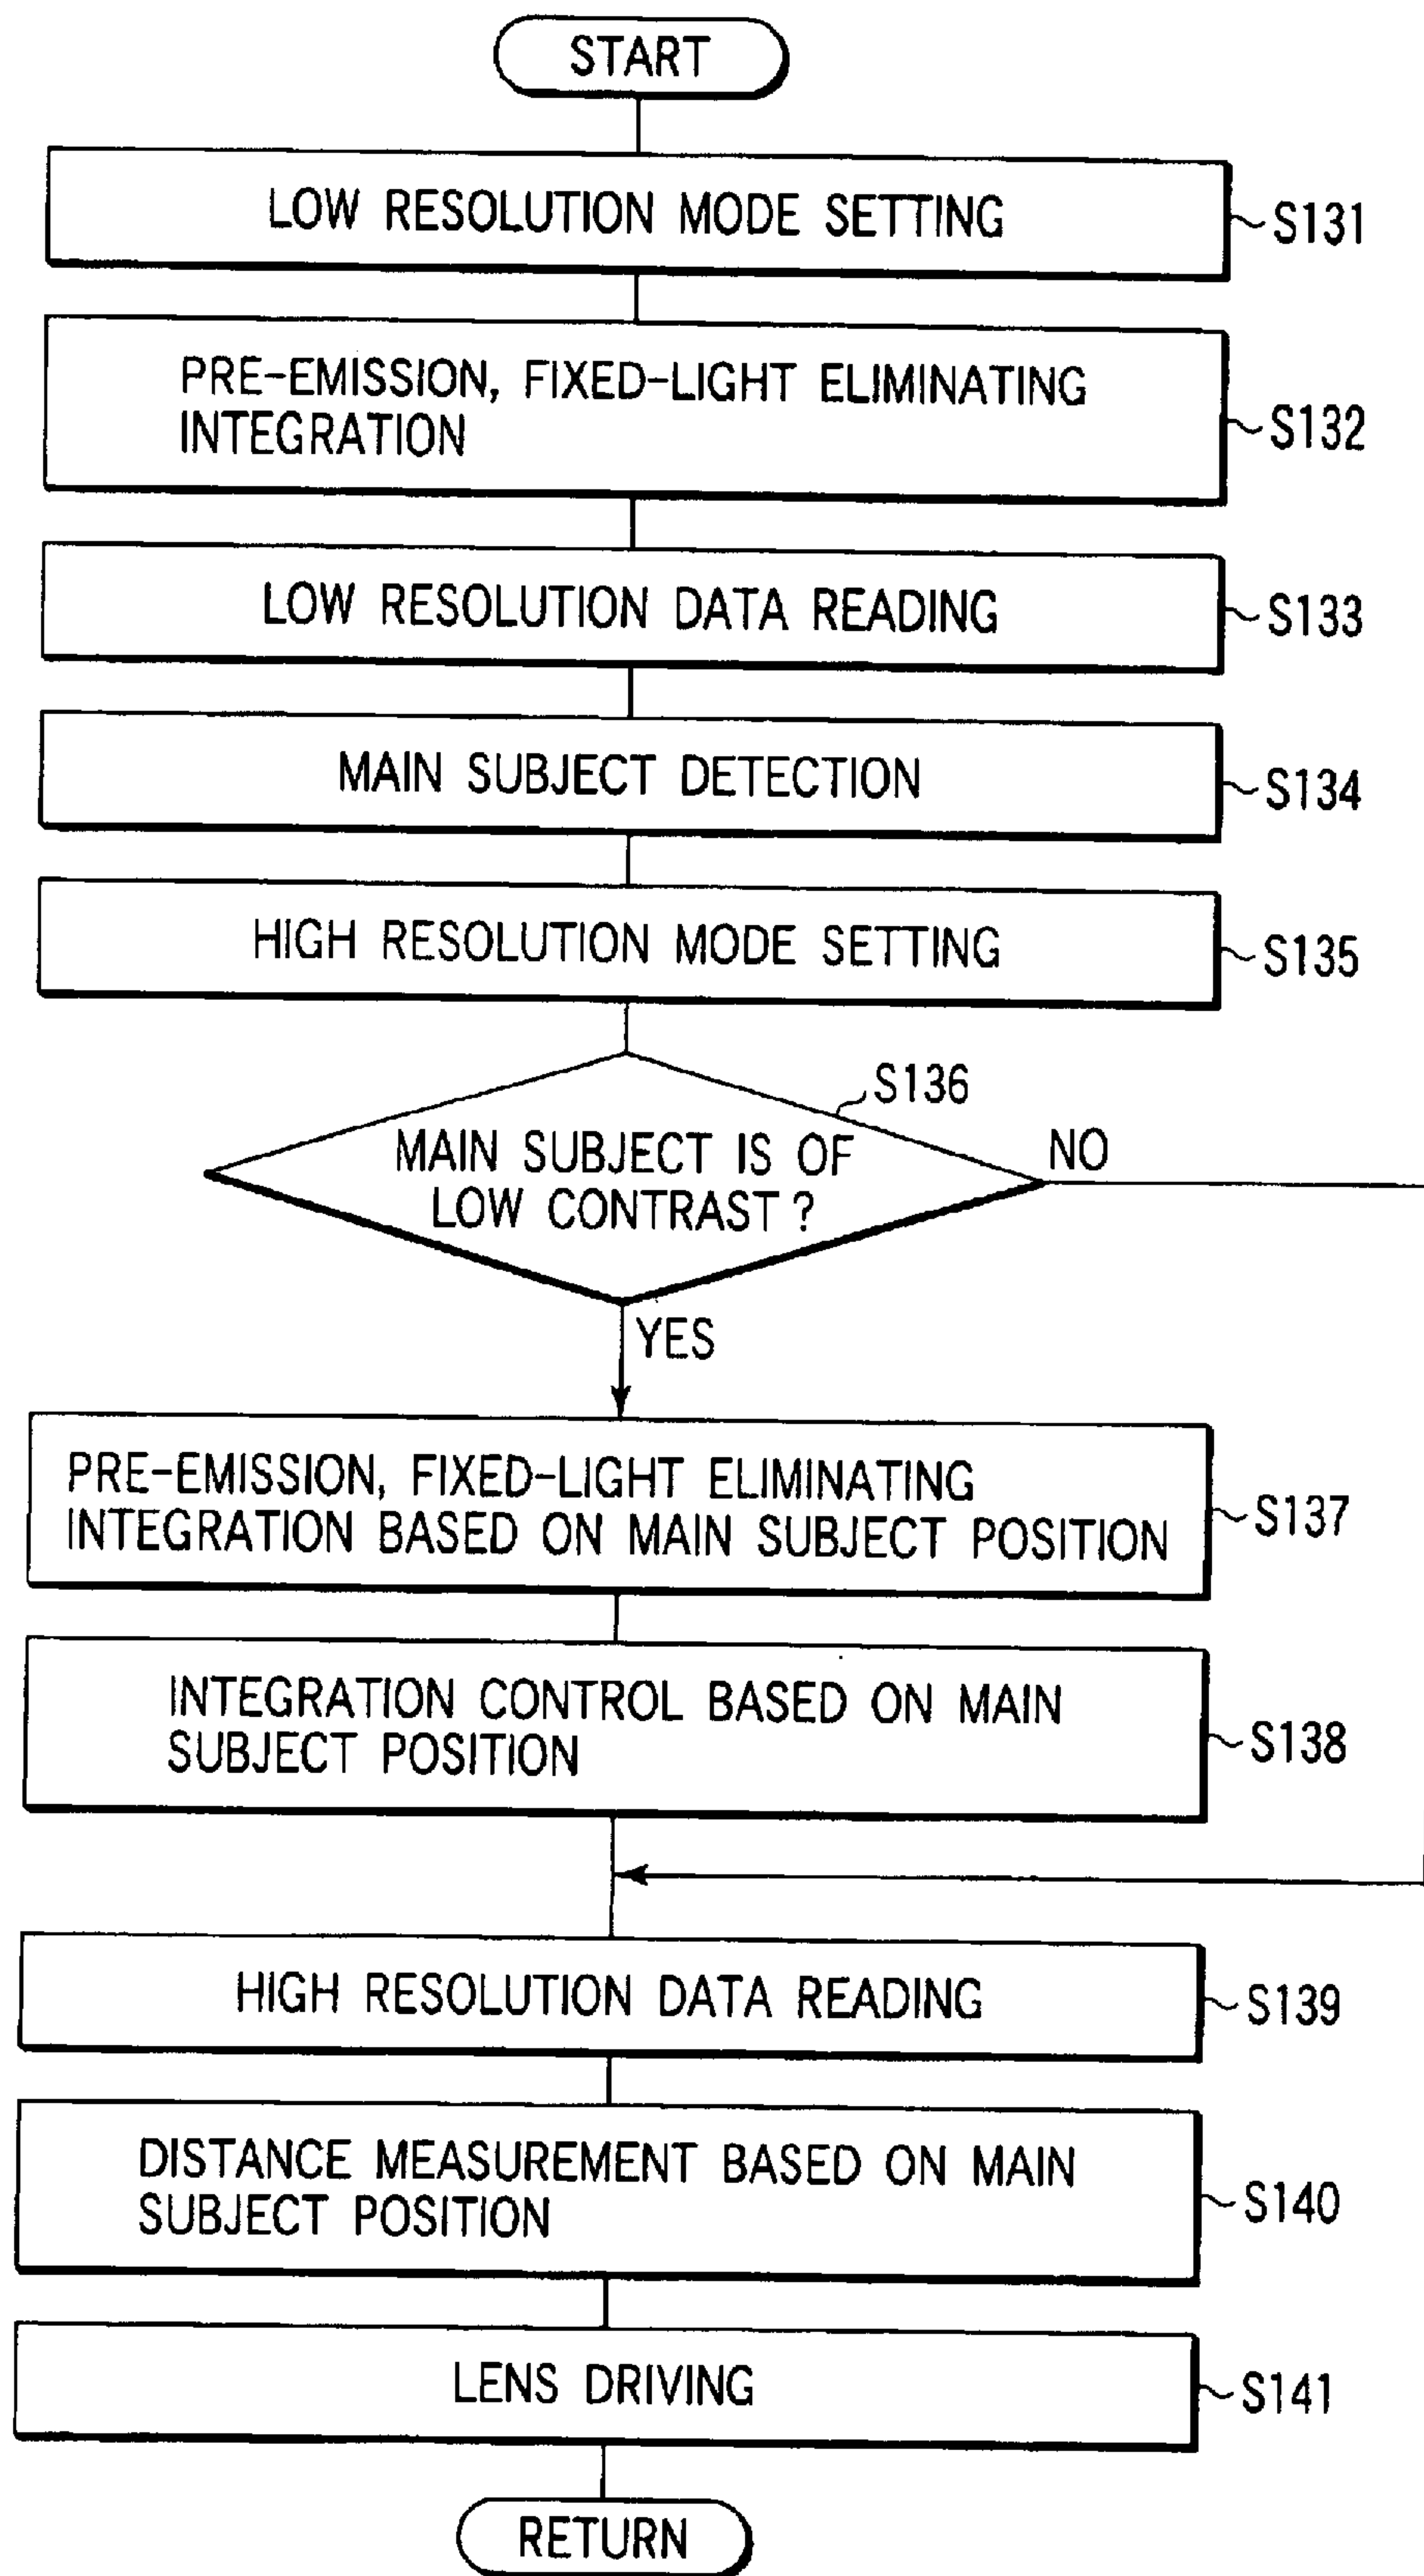 START
LOW RESOLUTION MODE SETTING
S131
PRE-EMISSION, FIXED-LIGHT ELIMINATING
INTEGRATION
S132
LOW RESOLUTION DATA READING
S133
MAIN SUBJECT DETECTION
S134
HIGH RESOLUTION MODE SETTING
S135
S136
MAIN SUBJECT IS OF
LOW CONTRAST ?
NO
YES
PRE-EMISSION, FIXED-LIGHT ELIMINATING
INTEGRATION BASED ON MAIN SUBJECT POSITION
S137
INTEGRATION CONTROL BASED ON MAIN
SUBJECT POSITION
S138
HIGH RESOLUTION DATA READING
S139
DISTANCE MEASUREMENT BASED ON MAIN
SUBJECT POSITION
S140
LENS DRIVING
S141
RETURN